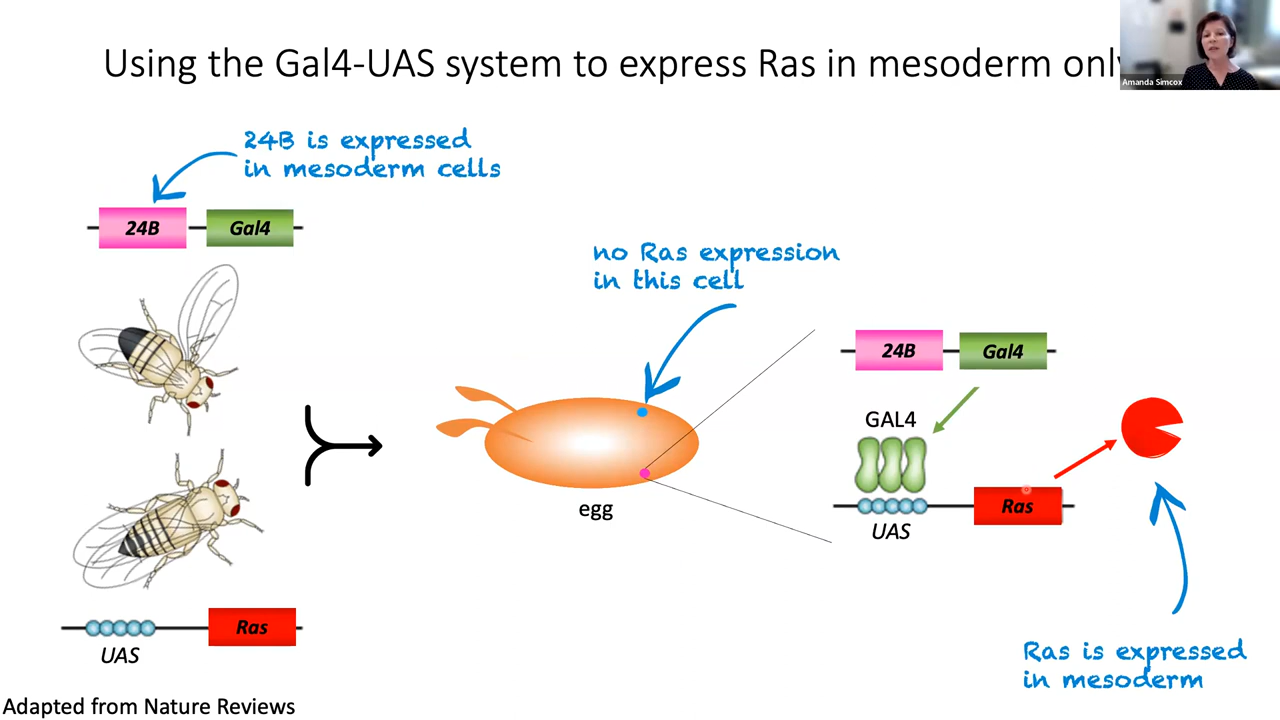 Using the Gal4-UAS system to express Ras in mesoderm only
Amanda Simcox
24B is expressed
in mesoderm cells
24B
Gal4
no Ras expression
in this cell
24B
Gal4
GAL4
UAS
Ras
egg
Ras
UAS
Ras is expressed
in mesoderm
Adapted from Nature Reviews